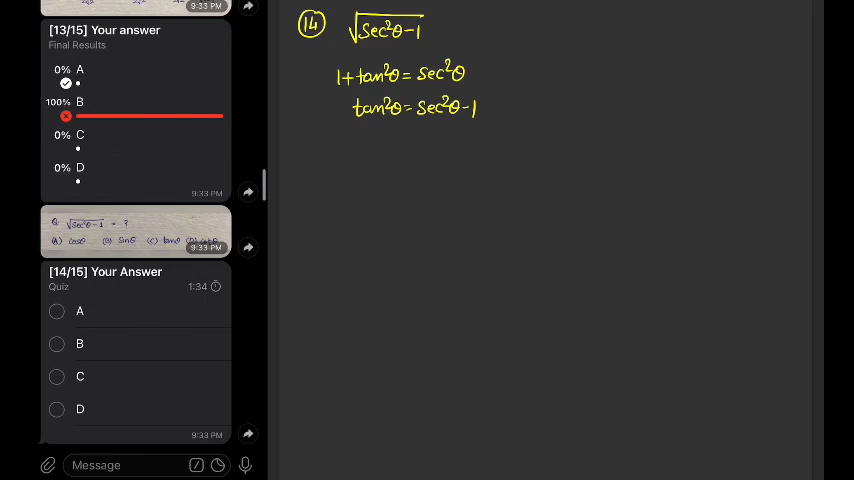 9:33 PM
[13/15] Your answer
Final Results
0% A
100% B
0% C
0% D
9:33 PM
Q. √sec²θ-1 = ?
(A) cosθ (B) sinθ (C) tanθ
9:33 PM
[14/15] Your Answer
Quiz 1:34
A
B
C
D
9:33 PM
Message
14 √sec²θ-1
1+tan²θ = sec²θ
tan²θ = sec²θ-1